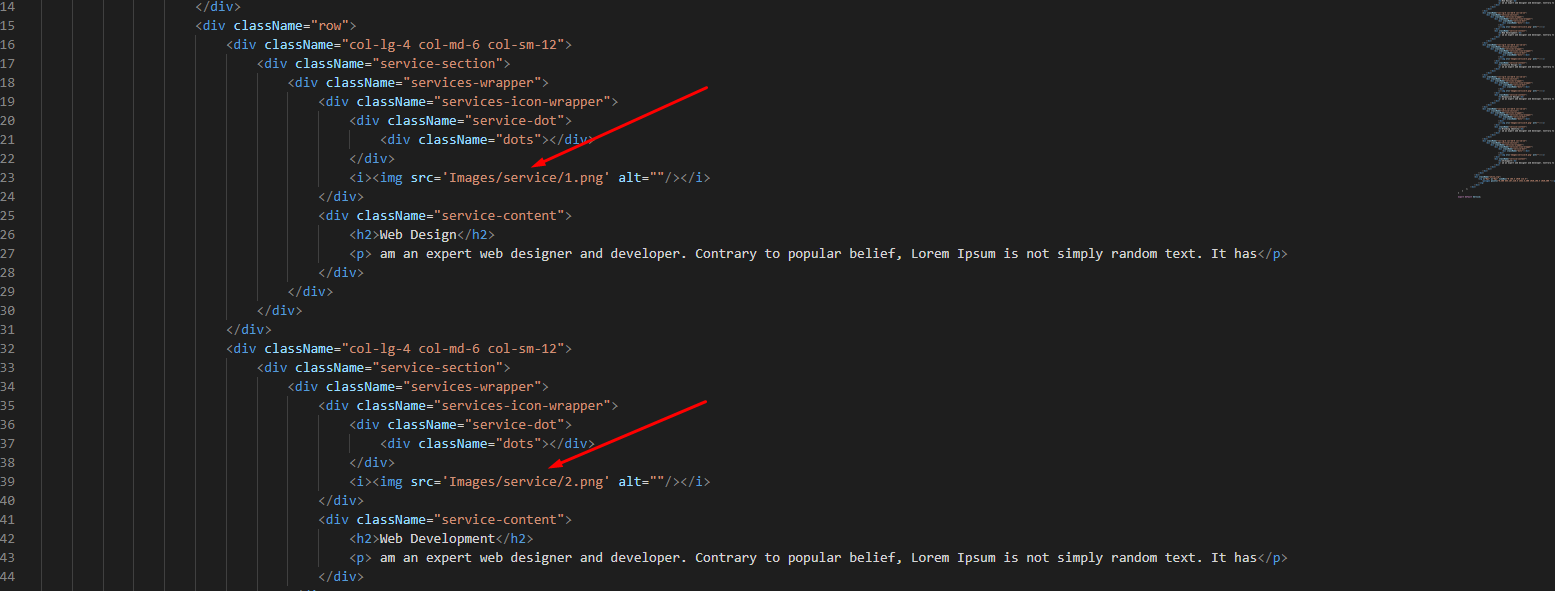 14 </div>
15 <div className="row">
16 <div className="col-lg-4 col-md-6 col-sm-12">
17 <div className="service-section">
18 <div className="services-wrapper">
19 <div className="services-icon-wrapper">
20 <div className="service-dot">
21 <div className="dots"></div>
22 </div>
23 <i><img src='Images/service/1.png' alt=""/></i>
24 </div>
25 <div className="service-content">
26 <h2>Web Design</h2>
27 <p> am an expert web designer and developer. Contrary to popular belief, Lorem Ipsum is not simply random text. It has</p>
28 </div>
29 </div>
30 </div>
31 </div>
32 <div className="col-lg-4 col-md-6 col-sm-12">
33 <div className="service-section">
34 <div className="services-wrapper">
35 <div className="services-icon-wrapper">
36 <div className="service-dot">
37 <div className="dots"></div>
38 </div>
39 <i><img src='Images/service/2.png' alt=""/></i>
40 </div>
41 <div className="service-content">
42 <h2>Web Development</h2>
43 <p> am an expert web designer and developer. Contrary to popular belief, Lorem Ipsum is not simply random text. It has</p>
44 </div>